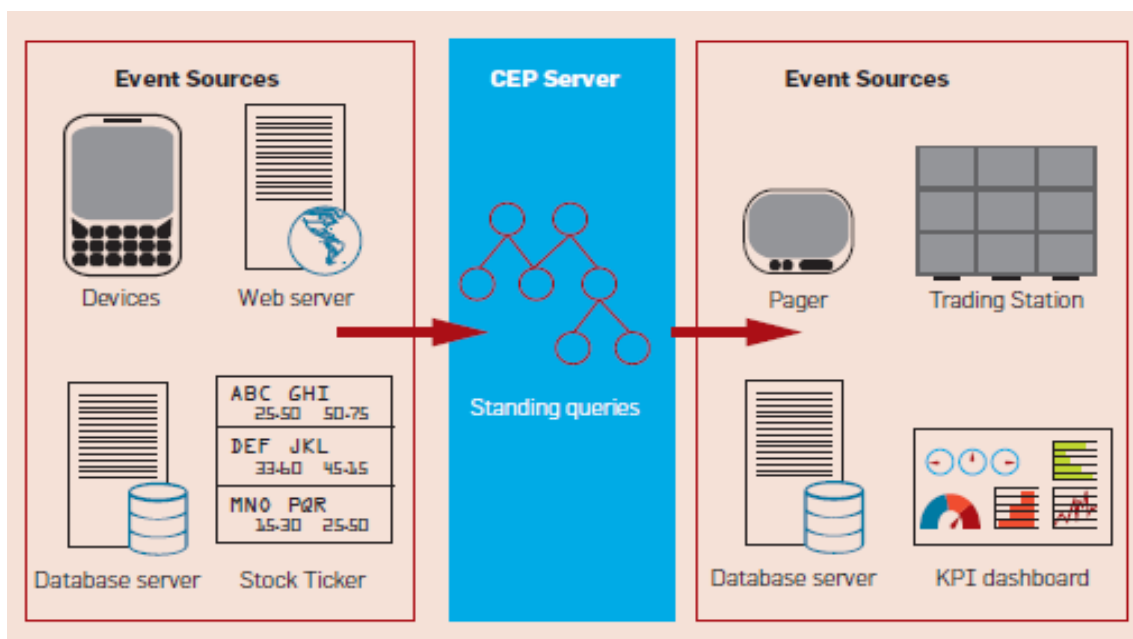 Event Sources
Devices
Web server
Database server
ABC GHI
25-50 50-75
DEF JKL
33-60 45-15
MNO PQR
15-30 25-50
Stock Ticker
CEP Server
Standing queries
Event Sources
Pager
Trading Station
Database server
KPI dashboard